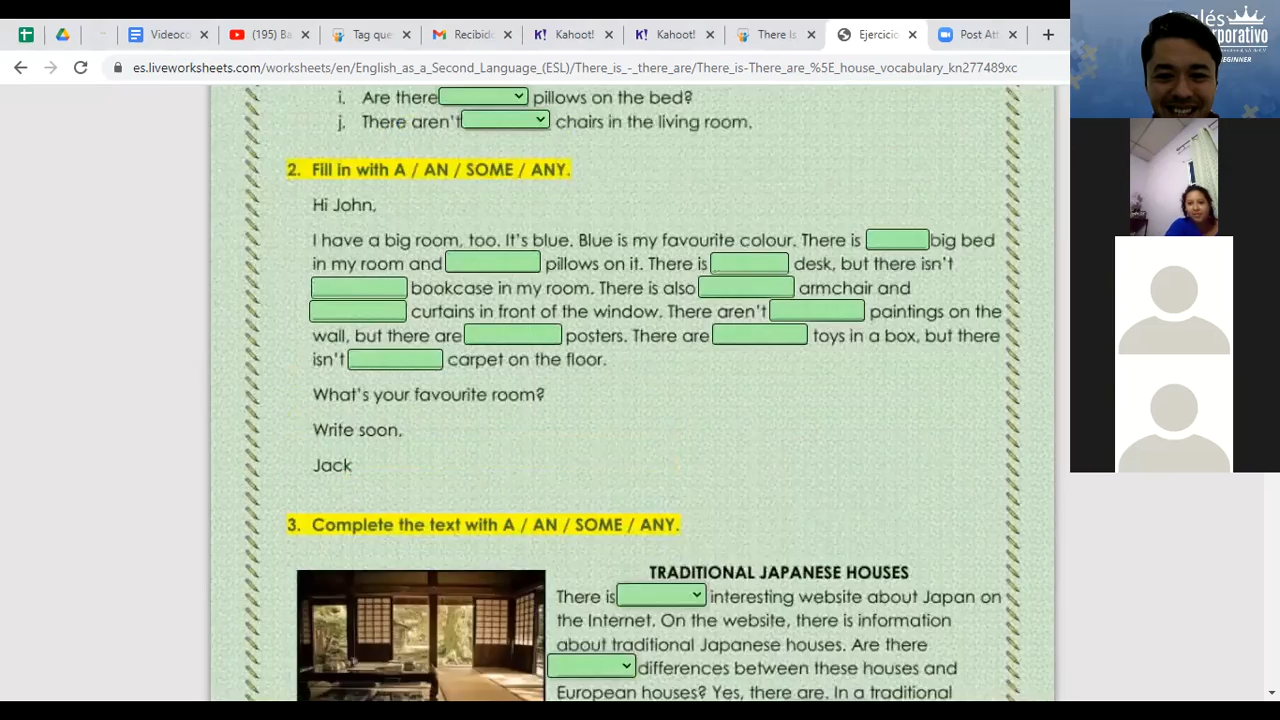 Videoco
(195) Ba
Tag que
Recibido
Kahoot!
Kahoot!
There Is
Ejercicio
Post Att
es.liveworksheets.com/worksheets/en/English_as_a_Second_Language_(ESL)/There_is_-_there_are/There_is-There_are_%5E_house_vocabulary_kn277489xc
i. Are there pillows on the bed?
j. There aren't chairs in the living room.
2. Fill in with A / AN / SOME / ANY.
Hi John,
I have a big room, too. It's blue. Blue is my favourite colour. There is big bed
in my room and pillows on it. There is desk, but there isn't
bookcase in my room. There is also armchair and
curtains in front of the window. There aren't paintings on the
wall, but there are posters. There are toys in a box, but there
isn't carpet on the floor.
What's your favourite room?
Write soon,
Jack
3. Complete the text with A / AN / SOME / ANY.
TRADITIONAL JAPANESE HOUSES
There is interesting website about Japan on
the Internet. On the website, there is information
about traditional Japanese houses. Are there
differences between these houses and
European houses? Yes, there are. In a traditional